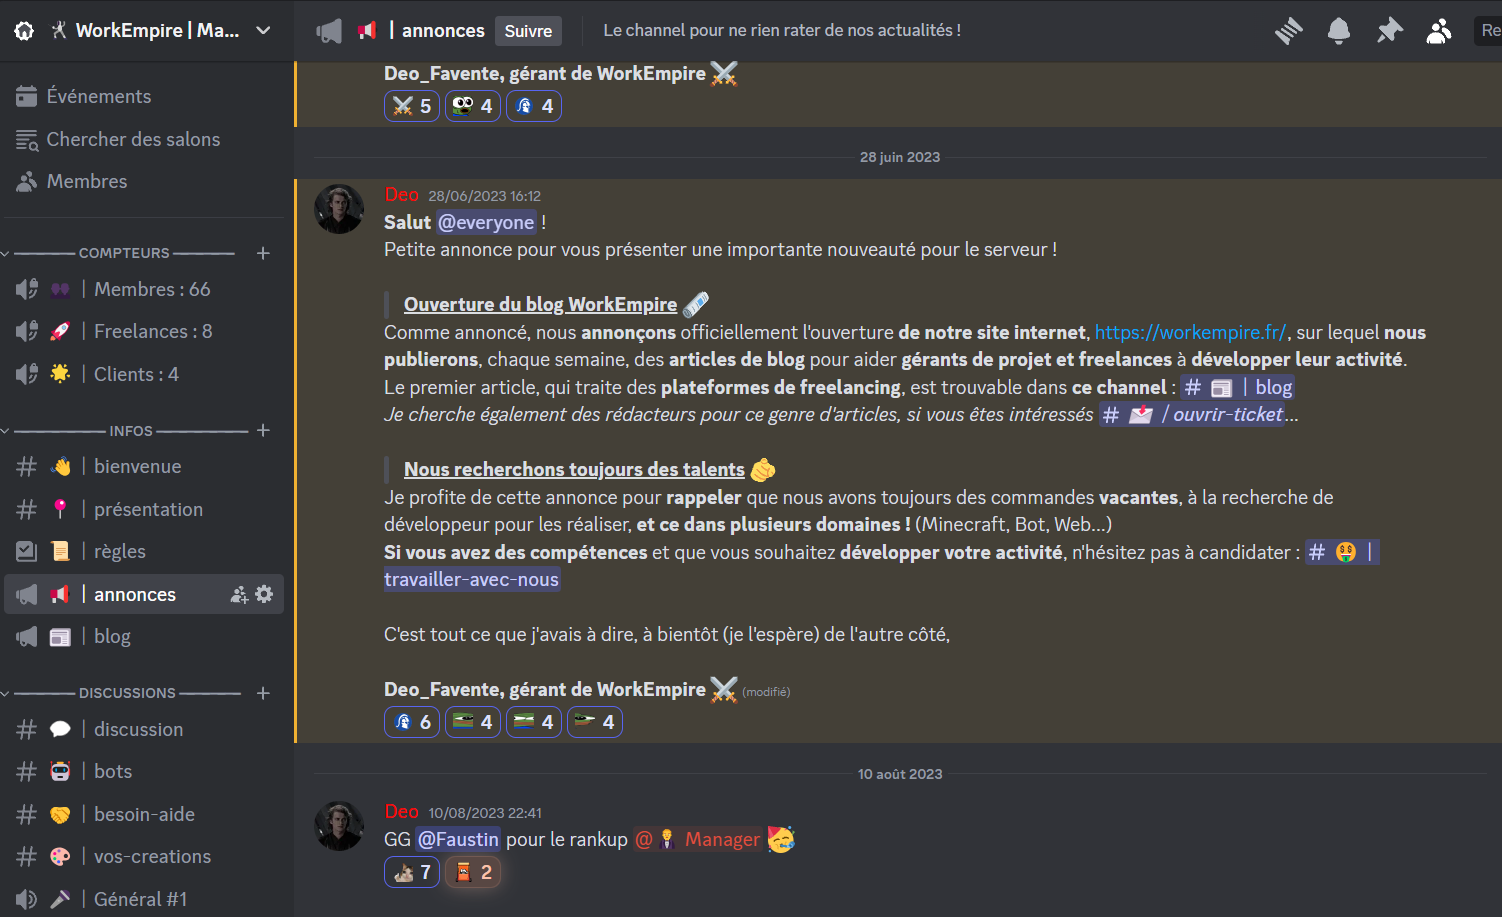 WorkEmpire | Ma...
Événements
Chercher des salons
Membres
COMPTEURS
| Membres : 66
| Freelances : 8
| Clients : 4
INFOS
| bienvenue
| présentation
| règles
| annonces
| blog
DISCUSSIONS
| discussion
| bots
| besoin-aide
| vos-creations
| Général #1
| annonces
Suivre
Le channel pour ne rien rater de nos actualités !
Re
Deo_Favente, gérant de WorkEmpire
5 4 4
28 juin 2023
Deo 28/06/2023 16:12
Salut @everyone !
Petite annonce pour vous présenter une importante nouveauté pour le serveur !
Ouverture du blog WorkEmpire
Comme annoncé, nous annonçons officiellement l'ouverture de notre site internet, https://workempire.fr/, sur lequel nous
publierons, chaque semaine, des articles de blog pour aider gérants de projet et freelances à développer leur activité.
Le premier article, qui traite des plateformes de freelancing, est trouvable dans ce channel : # | blog
Je cherche également des rédacteurs pour ce genre d'articles, si vous êtes intéressés # | ouvrir-ticket...
Nous recherchons toujours des talents
Je profite de cette annonce pour rappeler que nous avons toujours des commandes vacantes, à la recherche de
développeur pour les réaliser, et ce dans plusieurs domaines ! (Minecraft, Bot, Web...)
Si vous avez des compétences et que vous souhaitez développer votre activité, n'hésitez pas à candidater : # |
travailler-avec-nous
C'est tout ce que j'avais à dire, à bientôt (je l'espère) de l'autre côté,
Deo_Favente, gérant de WorkEmpire (modifié)
6 4 4 4
10 août 2023
Deo 10/08/2023 22:41
GG @Faustin pour le rankup @ Manager
7 2